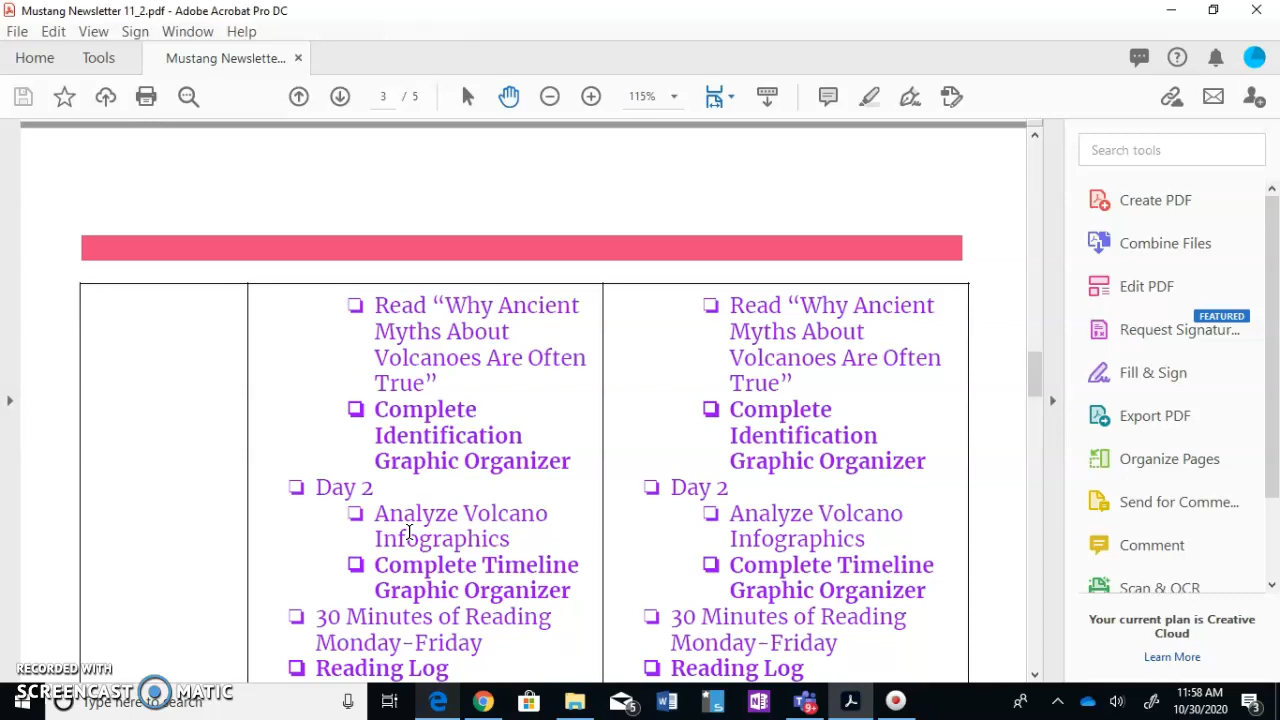 Mustang Newsletter 11_2.pdf - Adobe Acrobat Pro DC
File Edit View Sign Window Help
Home Tools Mustang Newslette... ×
3 / 5 115%
Search tools
Create PDF
Combine Files
Edit PDF
FEATURED
Request Signatur...
Fill & Sign
Export PDF
Organize Pages
Send for Comme...
Comment
Scan & OCR
Your current plan is Creative
Cloud
Learn More
Read “Why Ancient
Myths About
Volcanoes Are Often
True”
Complete
Identification
Graphic Organizer
Day 2
Analyze Volcano
Infographics
Complete Timeline
Graphic Organizer
30 Minutes of Reading
Monday-Friday
Reading Log
Read “Why Ancient
Myths About
Volcanoes Are Often
True”
Complete
Identification
Graphic Organizer
Day 2
Analyze Volcano
Infographics
Complete Timeline
Graphic Organizer
30 Minutes of Reading
Monday-Friday
Reading Log
RECORDED WITH
SCREENCAST MATIC
Type here to search
5
9+
11:58 AM
10/30/2020
3